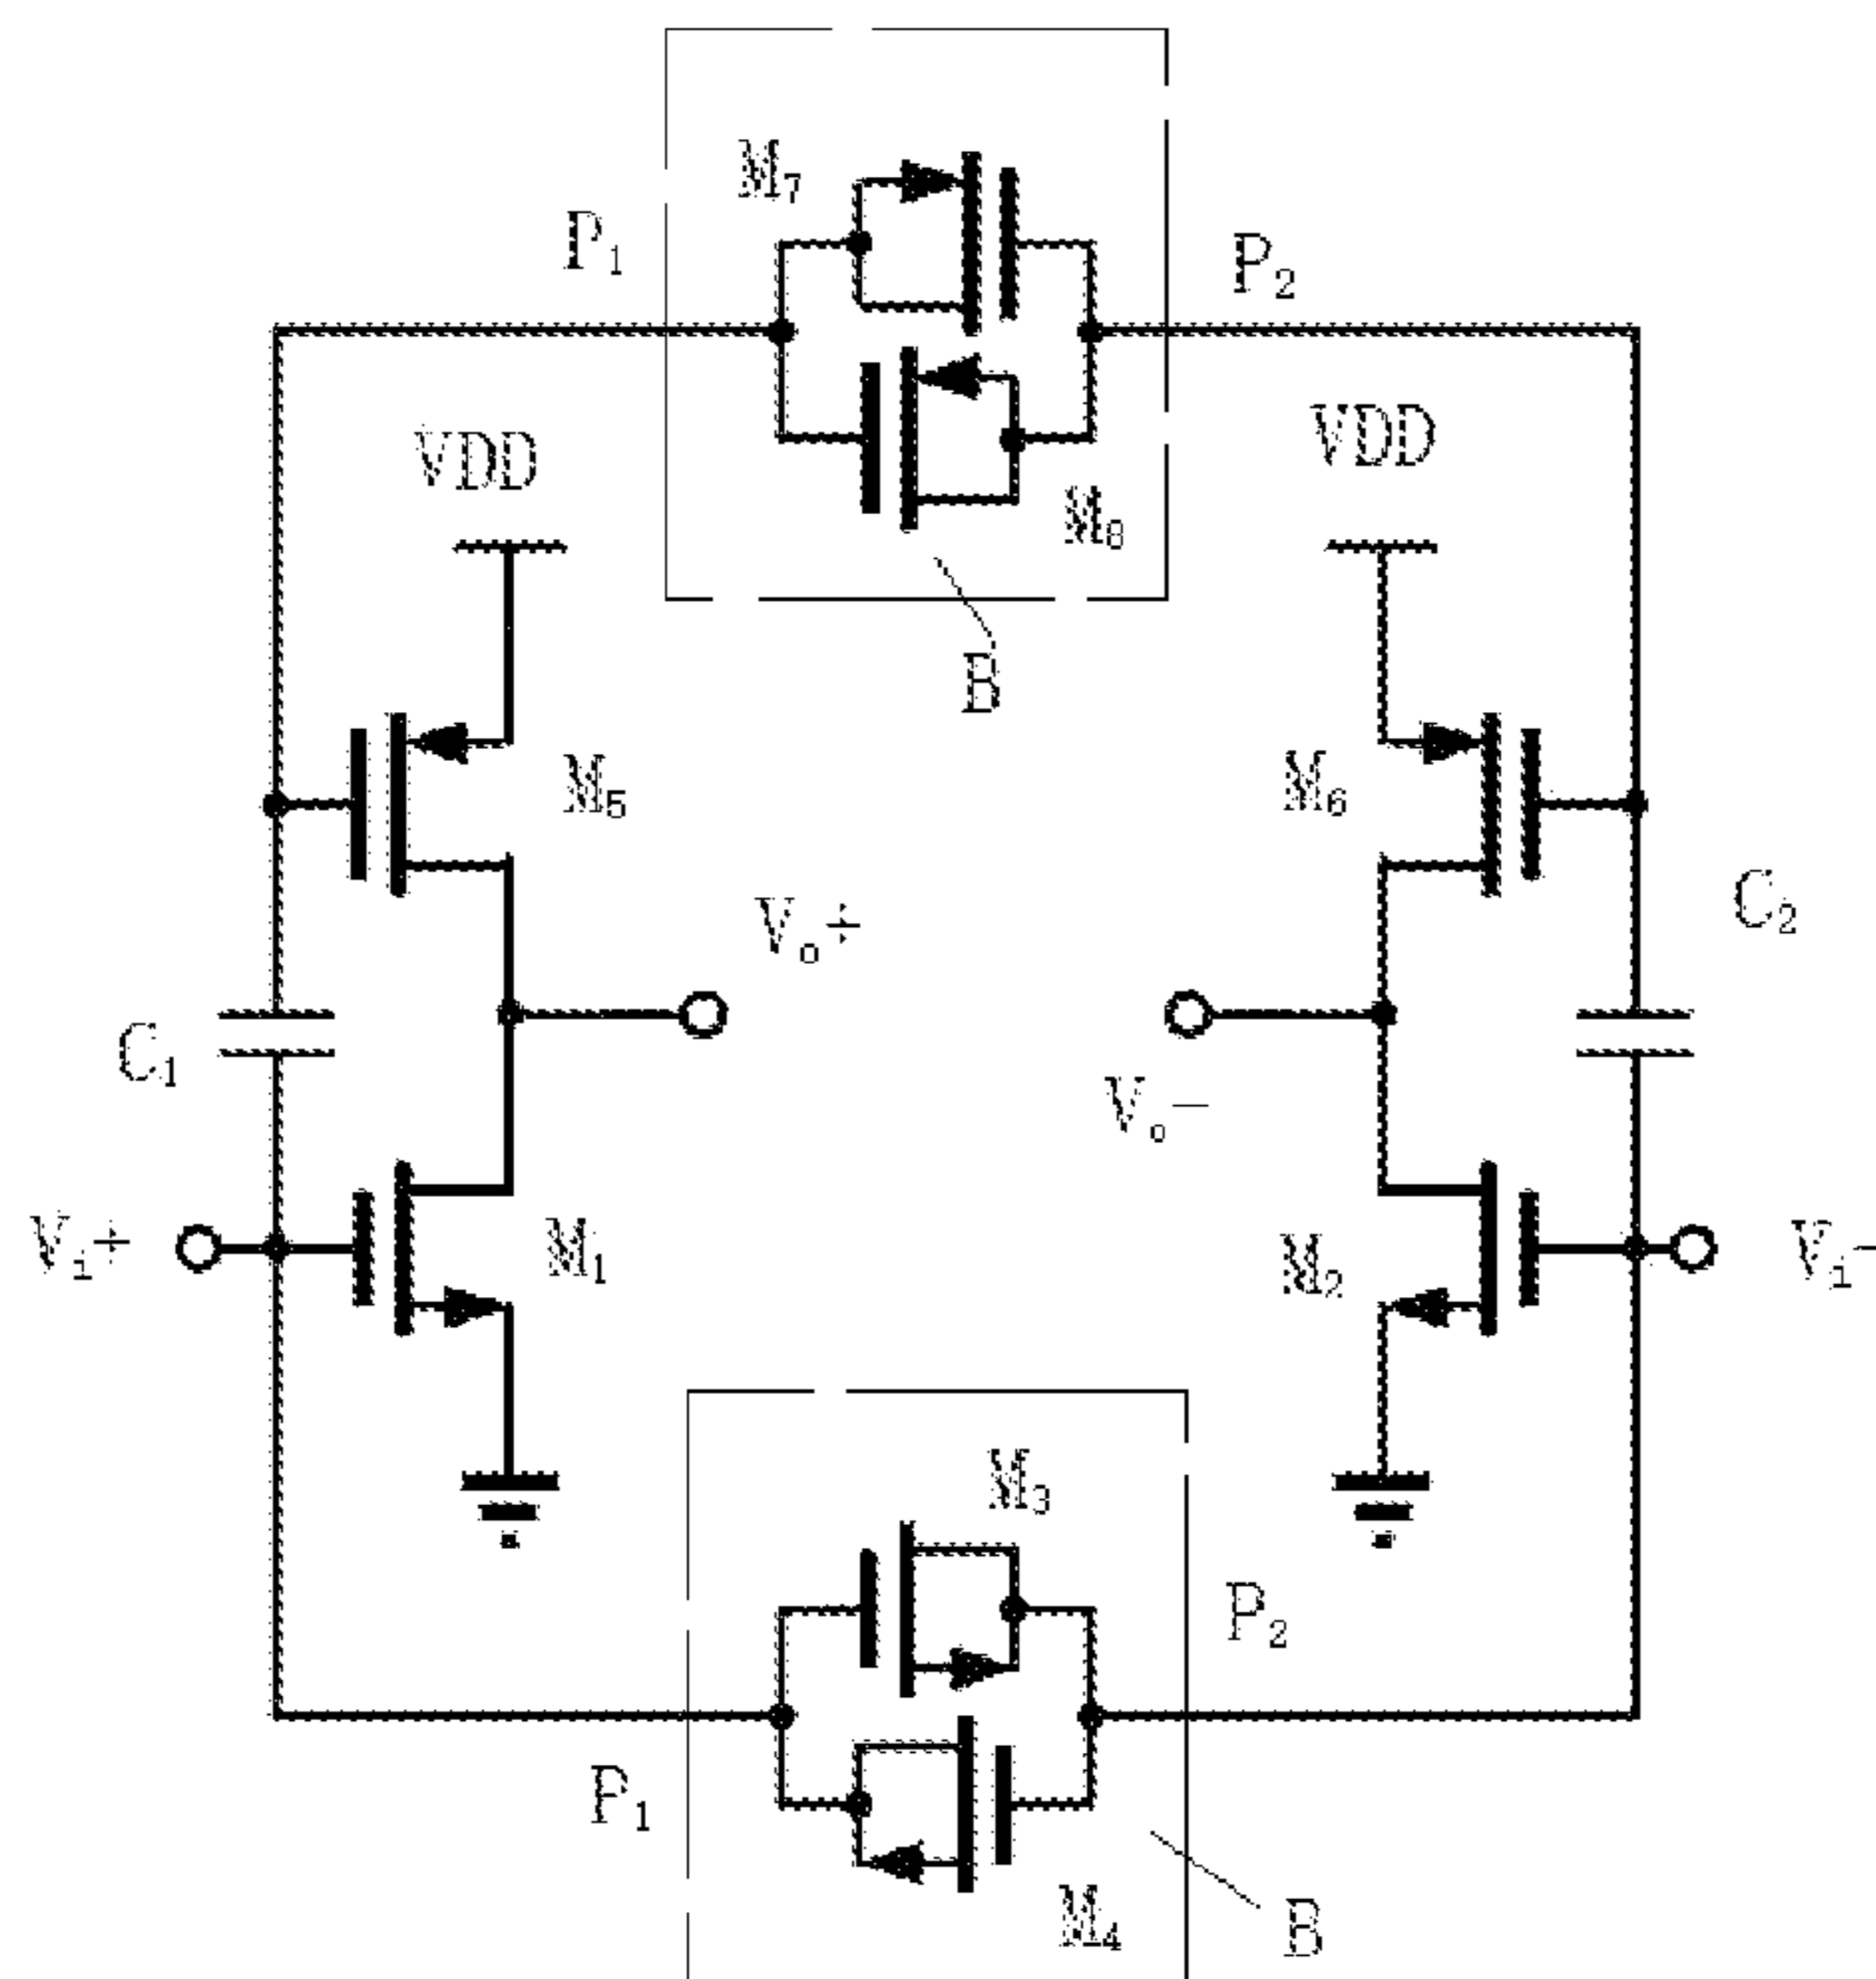 M₇
P₁
P₂
VDD
VDD
M₈
B
M₅
M₆
C₂
Vₒ+
C₁
Vₒ−
Vᵢ+
M₁
M₂
Vᵢ−
M₃
P₂
P₁
M₄
B